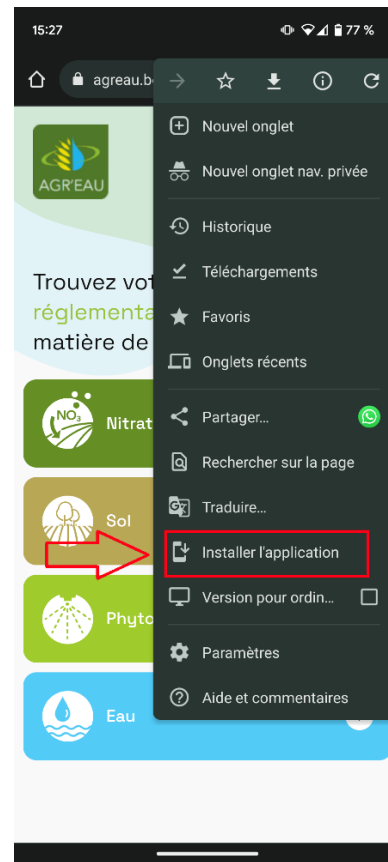 15:27
77 %
agreau.b
AGR'EAU
Nouvel onglet
Nouvel onglet nav. privée
Historique
Téléchargements
Favoris
Onglets récents
Partager...
Rechercher sur la page
Traduire...
Installer l'application
Version pour ordin...
Paramètres
Aide et commentaires
Trouvez vot
réglementa
matière de
NO3
Nitrat
Sol
Phyto
Eau